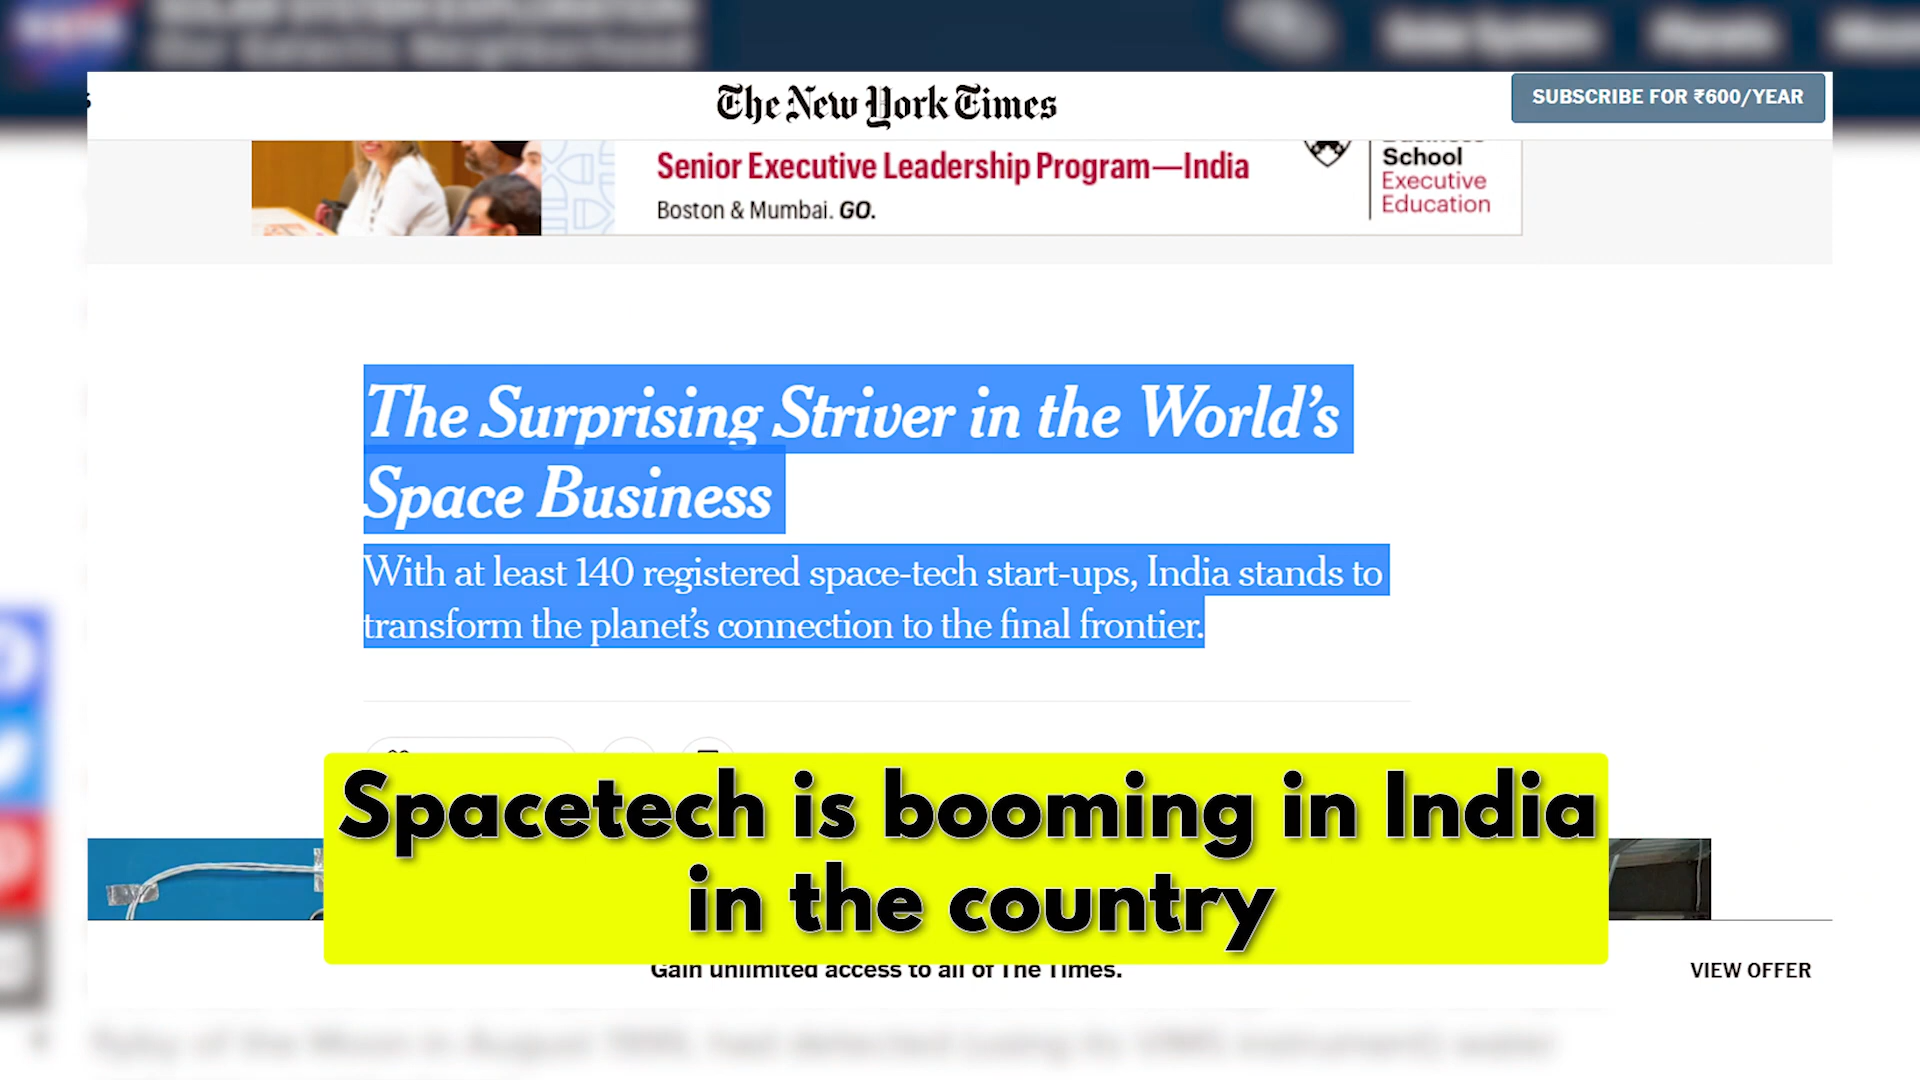 The New York Times
SUBSCRIBE FOR ₹600/YEAR
Senior Executive Leadership Program—India
Boston & Mumbai. GO.
Business
School
Executive
Education
The Surprising Striver in the World's
Space Business
With at least 140 registered space-tech start-ups, India stands to
transform the planet's connection to the final frontier.
Spacetech is booming in India
in the country
Gain unlimited access to all of The Times.
VIEW OFFER